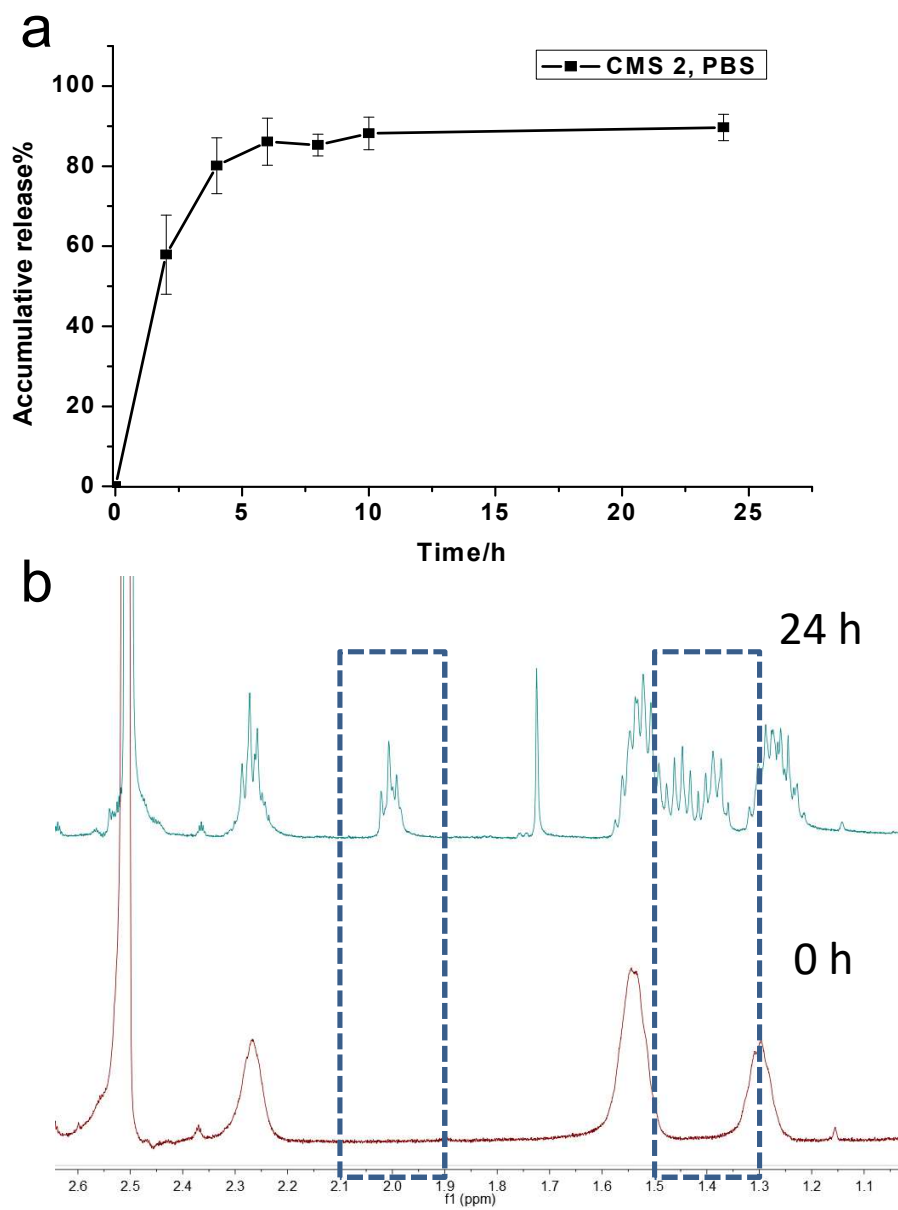 a
CMS 2, PBS
100
80
60
40
20
0
Accumulative release%
0 5 10 15 20 25
Time/h
b
24 h
0 h
2.6 2.5 2.4 2.3 2.2 2.1 2.0 1.9 1.8 1.7 1.6 1.5 1.4 1.3 1.2 1.1
f1 (ppm)